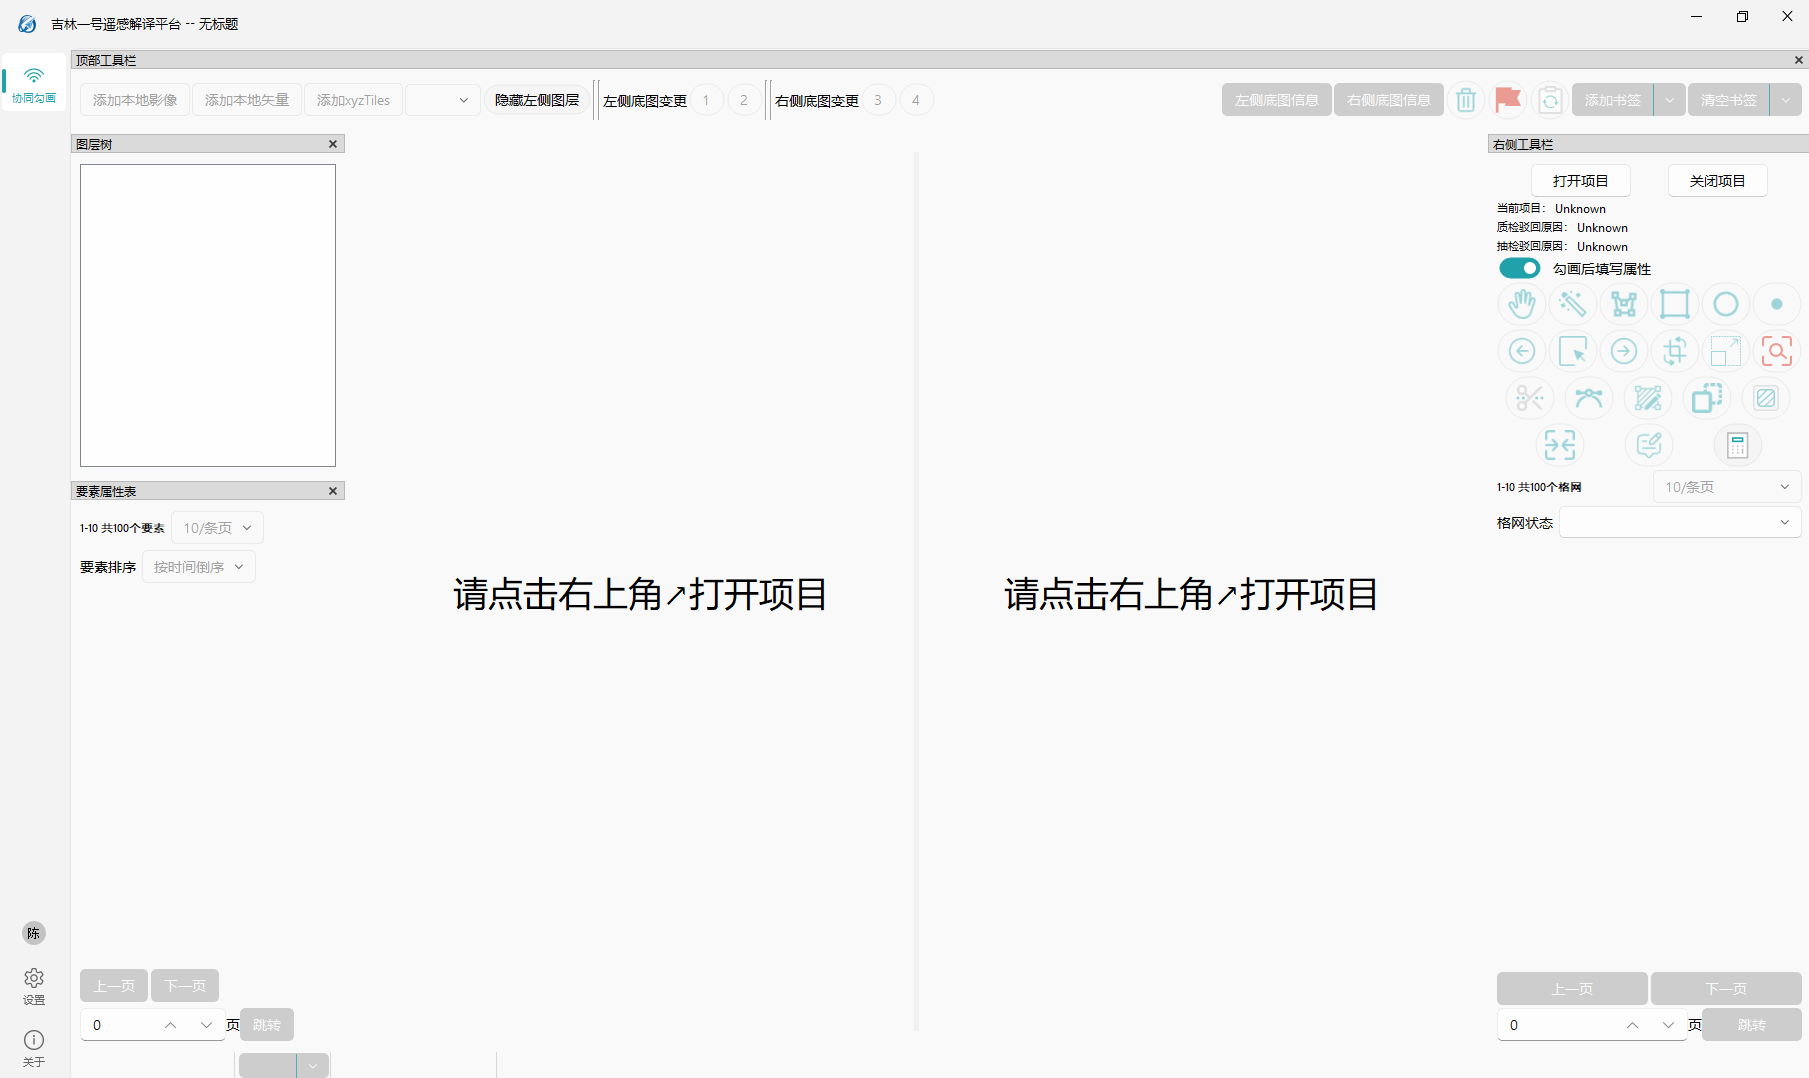 吉林一号遥感解译平台 -- 无标题
协同勾画
顶部工具栏
添加本地影像 添加本地矢量 添加xyzTiles 隐藏左侧图层 左侧底图变更 1 2 右侧底图变更 3 4 左侧底图信息 右侧底图信息 添加书签 清空书签
图层树
右侧工具栏
打开项目 关闭项目
当前项目： Unknown
质检驳回原因： Unknown
抽检驳回原因： Unknown
勾画后填写属性
1-10 共100个格网 10/条页
格网状态
要素属性表
1-10 共100个要素 10/条页
要素排序 按时间倒序
请点击右上角↗打开项目
请点击右上角↗打开项目
陈
设置
关于
上一页 下一页
0 页 跳转
上一页 下一页
0 页 跳转